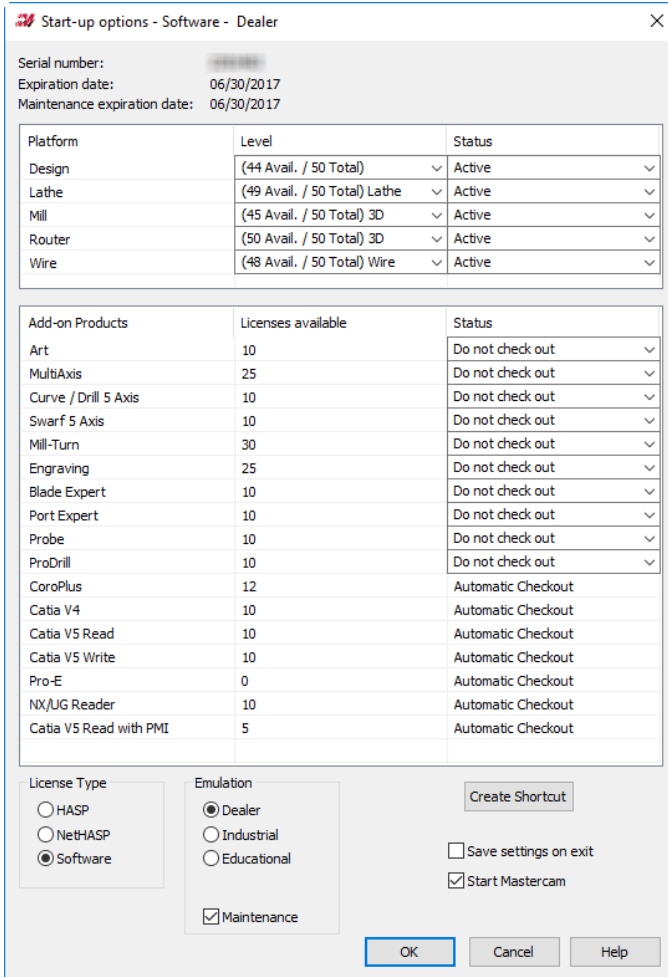 Start-up options - Software - Dealer
Serial number:
Expiration date: 06/30/2017
Maintenance expiration date: 06/30/2017
Platform Level Status
Design (44 Avail. / 50 Total) Active
Lathe (49 Avail. / 50 Total) Lathe Active
Mill (45 Avail. / 50 Total) 3D Active
Router (50 Avail. / 50 Total) 3D Active
Wire (48 Avail. / 50 Total) Wire Active
Add-on Products Licenses available Status
Art 10 Do not check out
MultiAxis 25 Do not check out
Curve / Drill 5 Axis 10 Do not check out
Swarf 5 Axis 10 Do not check out
Mill-Turn 30 Do not check out
Engraving 25 Do not check out
Blade Expert 10 Do not check out
Port Expert 10 Do not check out
Probe 10 Do not check out
ProDrill 10 Do not check out
CoroPlus 12 Automatic Checkout
Catia V4 10 Automatic Checkout
Catia V5 Read 10 Automatic Checkout
Catia V5 Write 10 Automatic Checkout
Pro-E 0 Automatic Checkout
NX/UG Reader 10 Automatic Checkout
Catia V5 Read with PMI 5 Automatic Checkout
License Type
HASP
NetHASP
Software
Emulation
Dealer
Industrial
Educational
Maintenance
Create Shortcut
Save settings on exit
Start Mastercam
OK Cancel Help